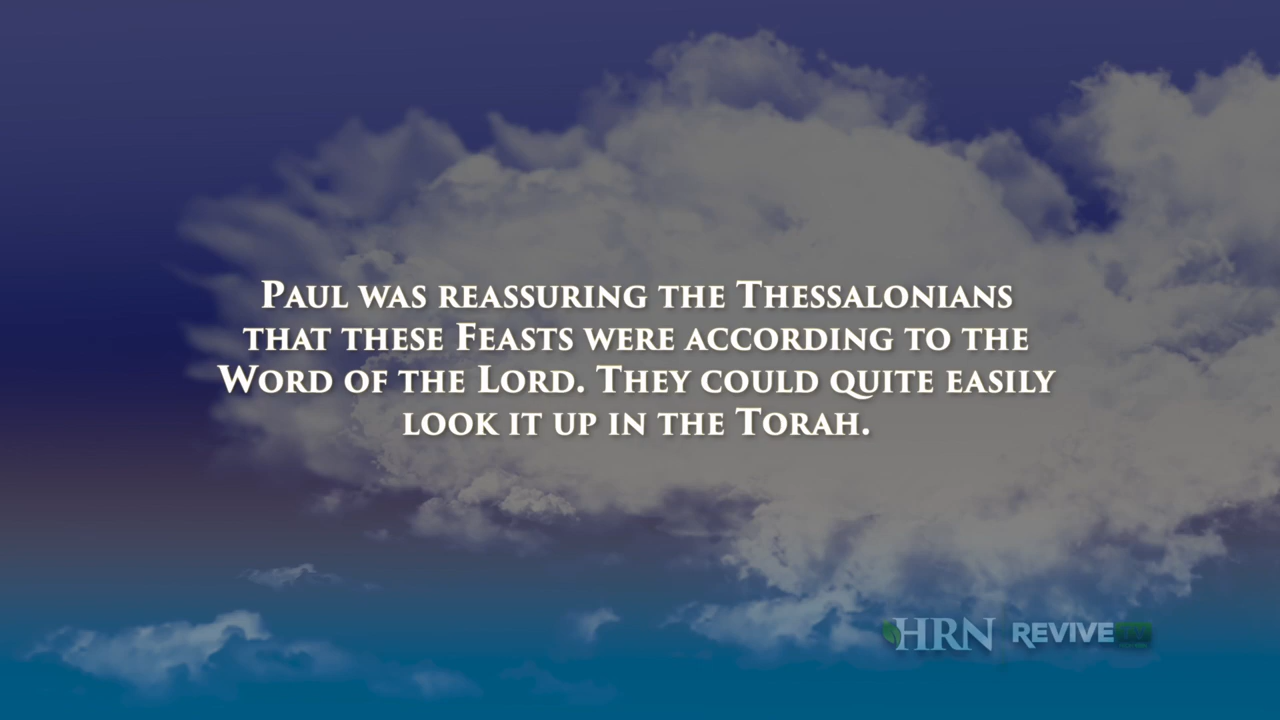 Paul was reassuring the Thessalonians
that these Feasts were according to the
Word of the Lord. They could quite easily
look it up in the Torah.
HRN REVIVE